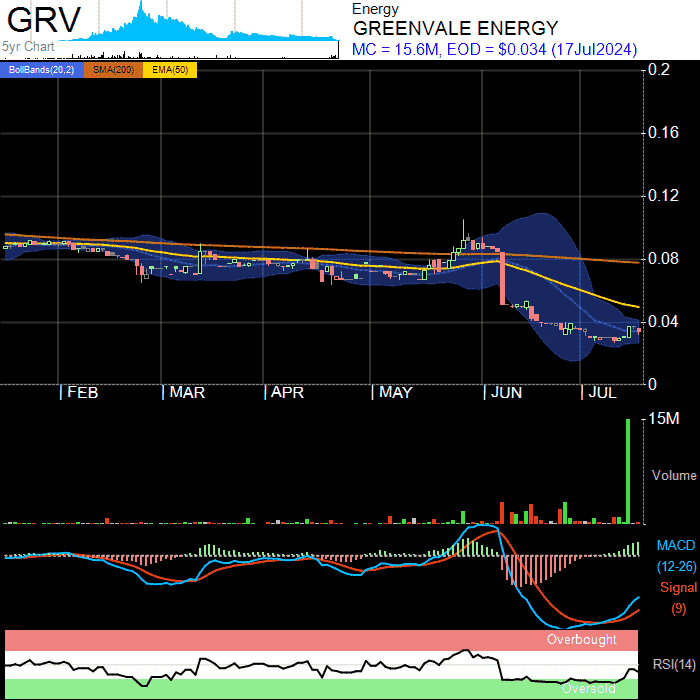 GRV
5yr Chart
Energy
GREENVALE ENERGY
MC = 15.6M, EOD = $0.034 (17Jul2024)
BollBands(20,2) SMA(200) EMA(50)
0.2
0.16
0.12
0.08
0.04
0
FEB MAR APR MAY JUN JUL
15M
Volume
MACD
(12-26)
Signal
(9)
Overbought
RSI(14)
Oversold